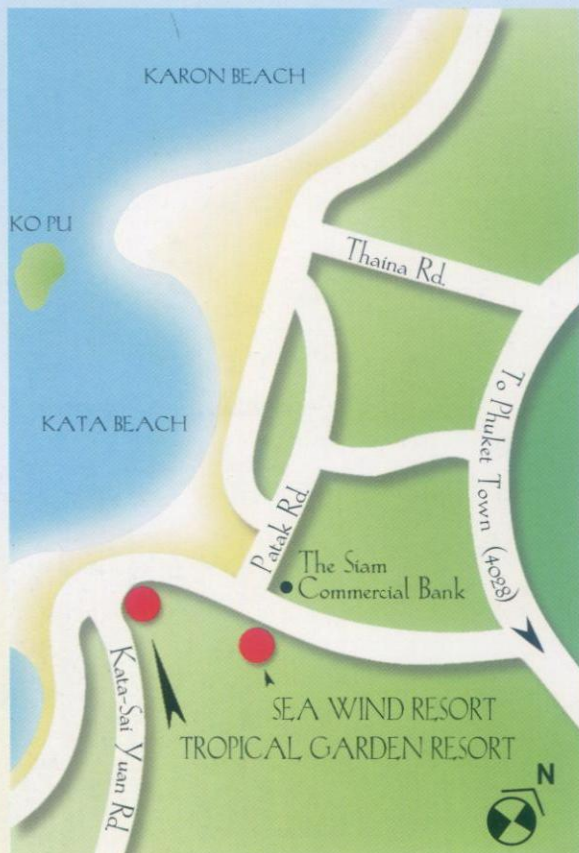 KARON BEACH
KO PU
Thaina Rd.
KATA BEACH
To Phuket Town (4028)
Patak Rd.
The Siam
Commercial Bank
Kata-Sai Yuan Rd.
SEA WIND RESORT
TROPICAL GARDEN RESORT
N